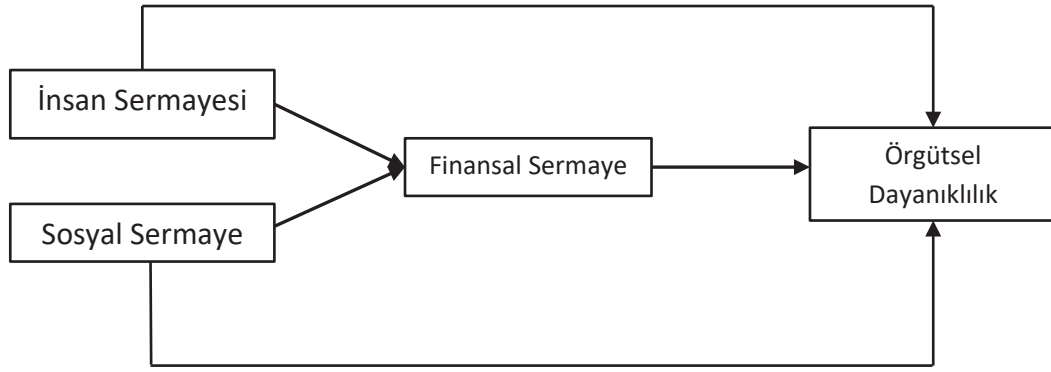 İnsan Sermayesi
Finansal Sermaye
Örgütsel
Dayanıklılık
Sosyal Sermaye